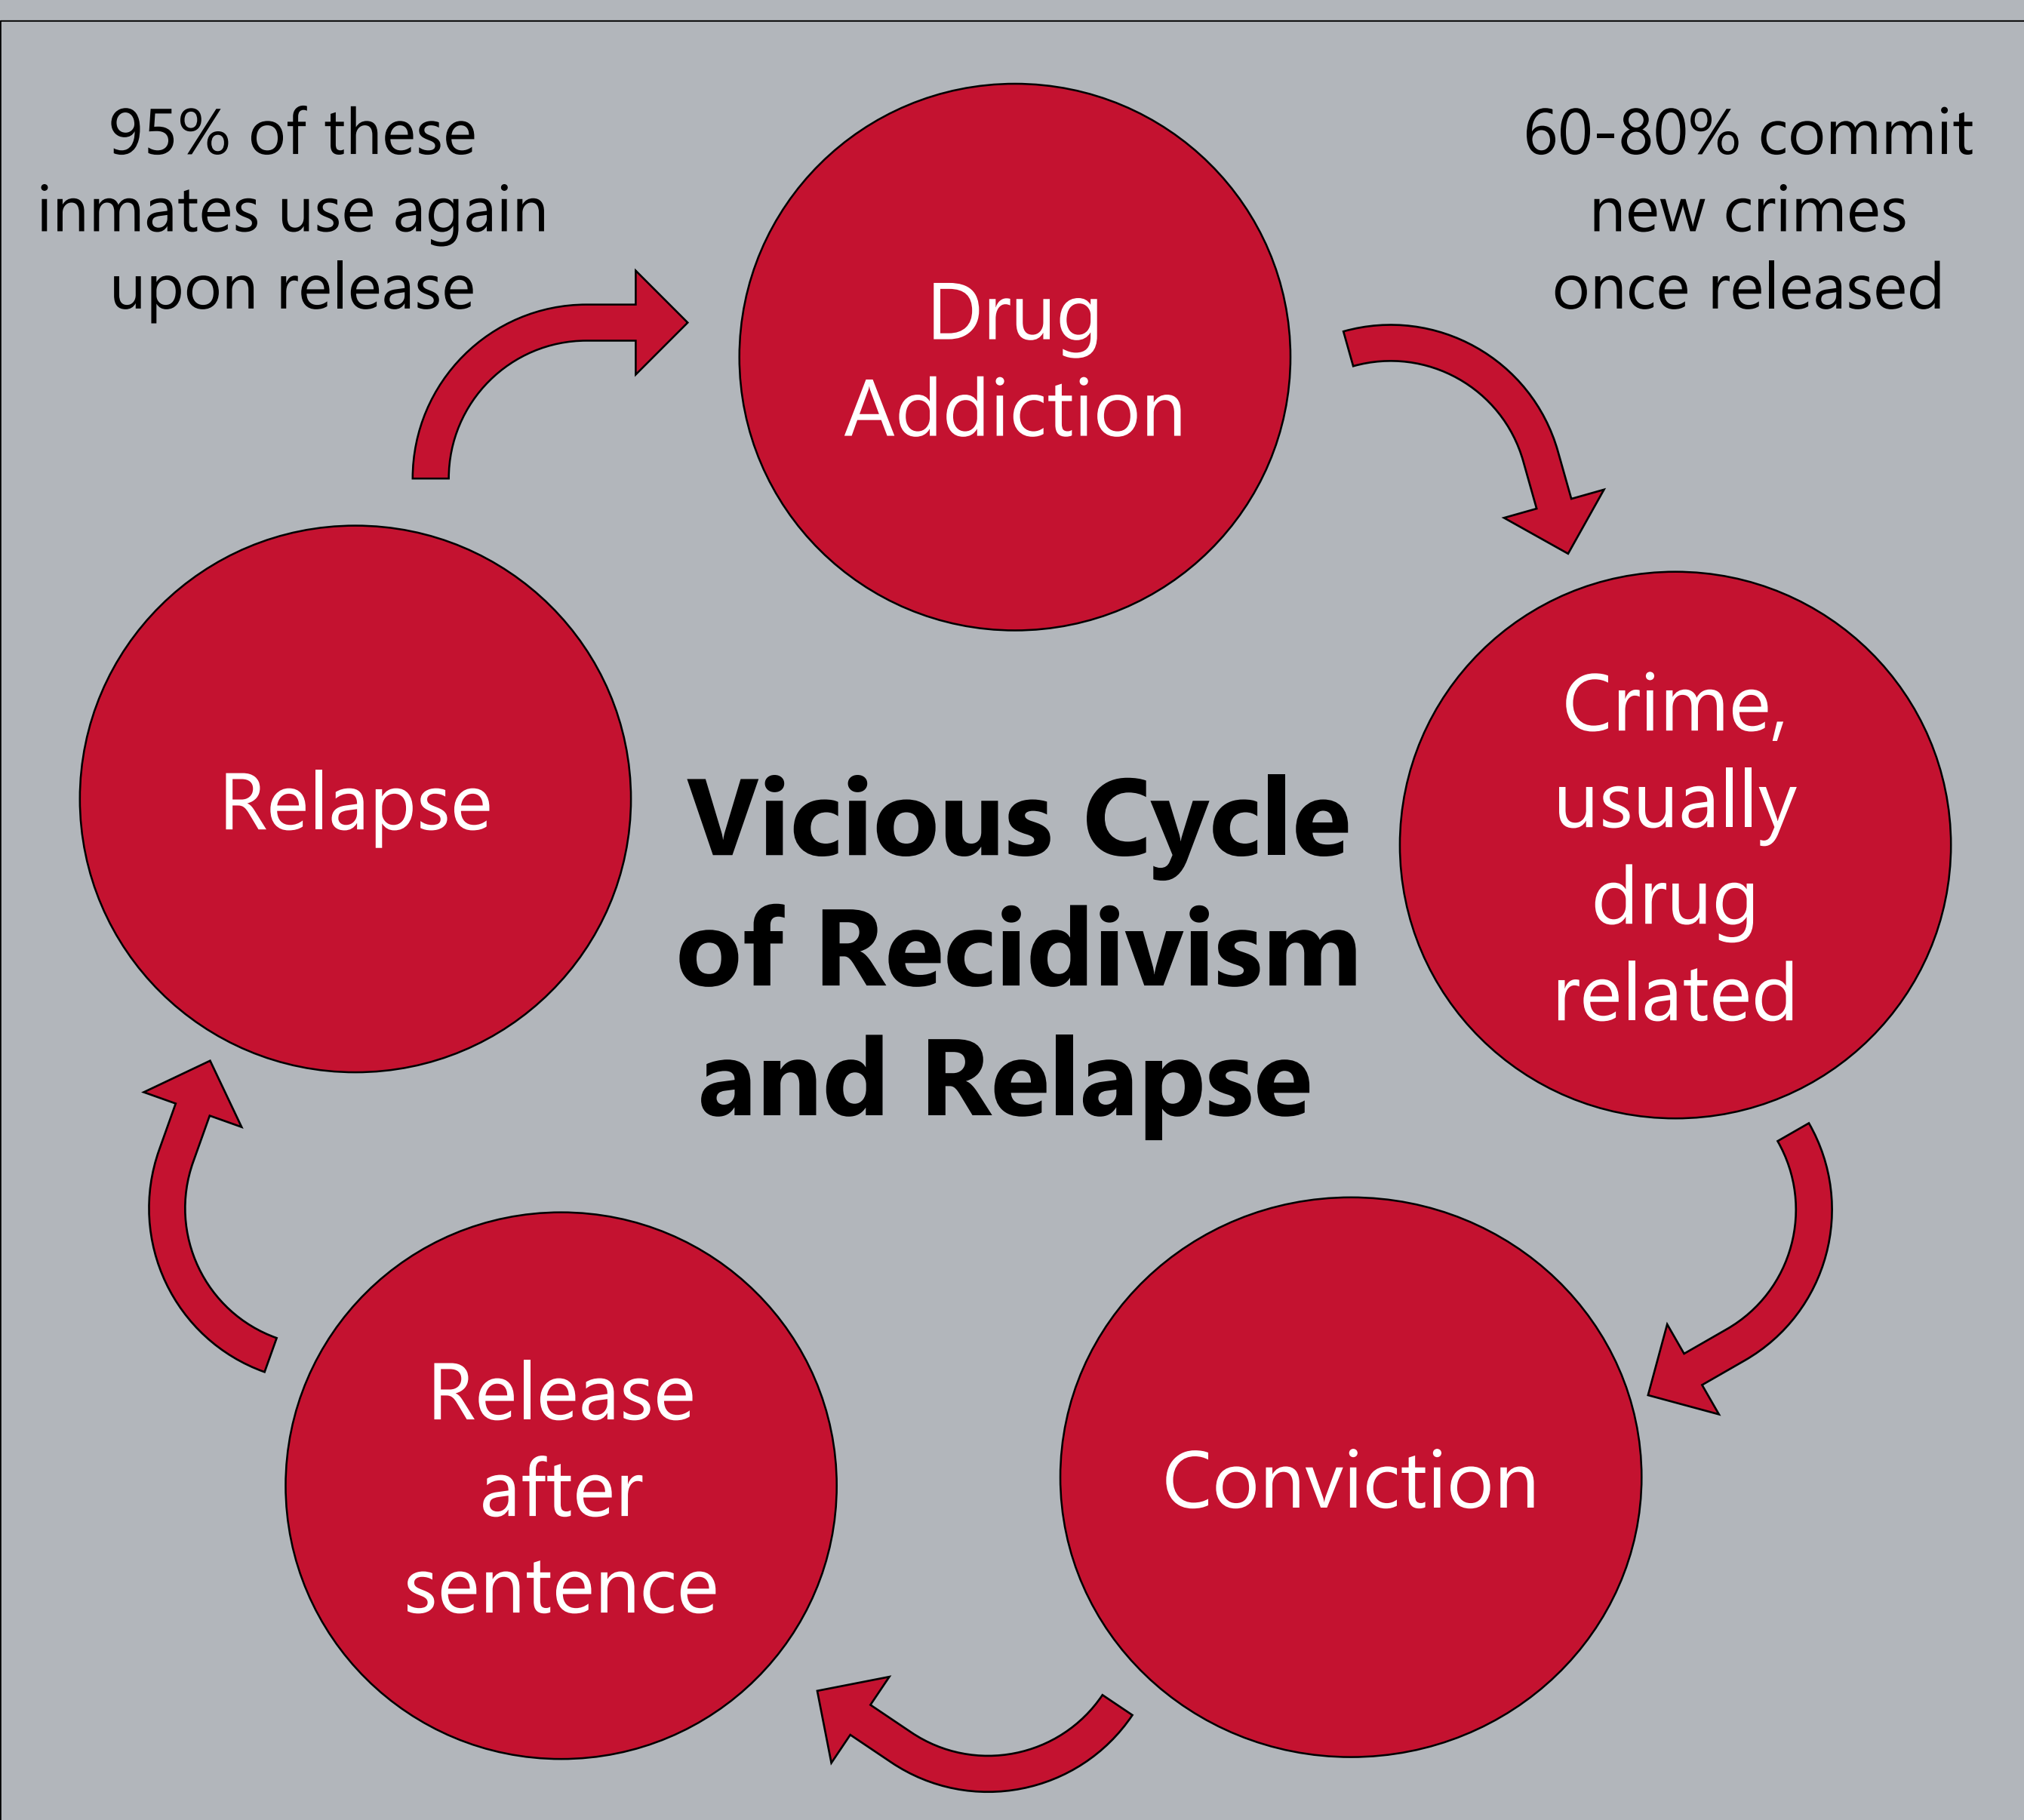 95% of these
inmates use again
upon release
60-80% commit
new crimes
once released
Drug
Addiction
Crime,
usually
drug
related
Relapse
Vicious Cycle
of Recidivism
and Relapse
Release
after
sentence
Conviction